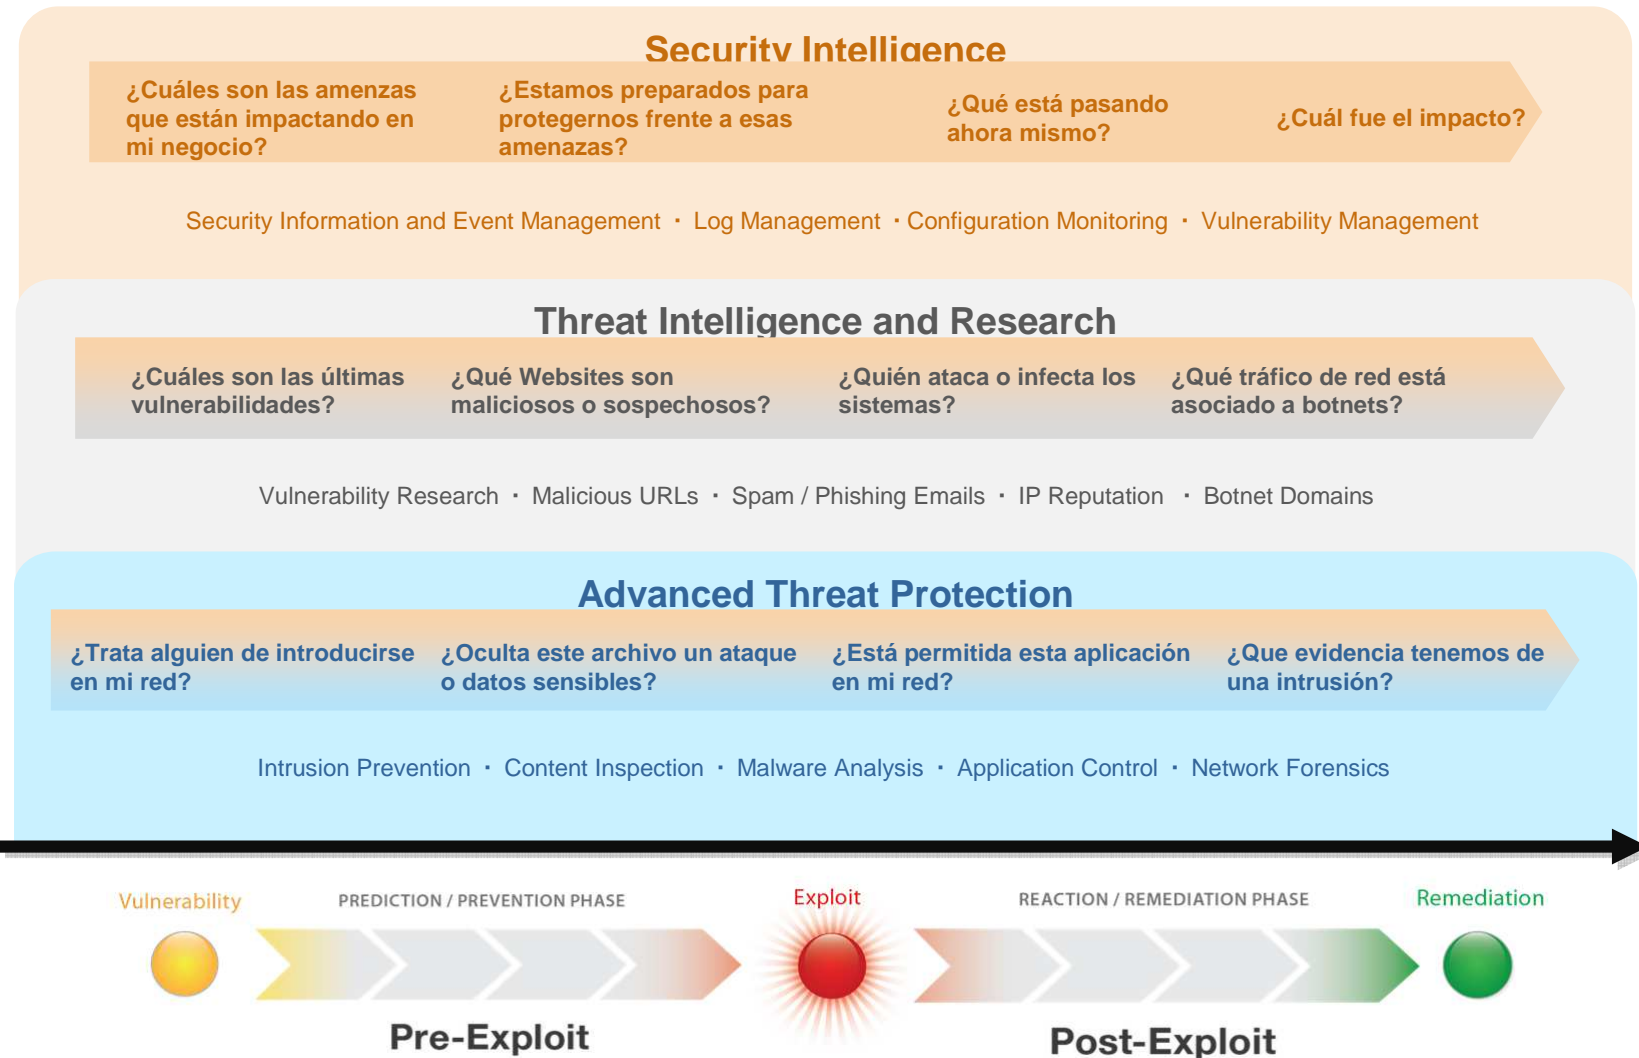 Security Intelligence
¿Cuáles son las amenzas
que están impactando en
mi negocio?
¿Estamos preparados para
protegernos frente a esas
amenazas?
¿Qué está pasando
ahora mismo?
¿Cuál fue el impacto?
Security Information and Event Management · Log Management · Configuration Monitoring · Vulnerability Management
Threat Intelligence and Research
¿Cuáles son las últimas
vulnerabilidades?
¿Qué Websites son
maliciosos o sospechosos?
¿Quién ataca o infecta los
sistemas?
¿Qué tráfico de red está
asociado a botnets?
Vulnerability Research · Malicious URLs · Spam / Phishing Emails · IP Reputation · Botnet Domains
Advanced Threat Protection
¿Trata alguien de introducirse
en mi red?
¿Oculta este archivo un ataque
o datos sensibles?
¿Está permitida esta aplicación
en mi red?
¿Que evidencia tenemos de
una intrusión?
Intrusion Prevention · Content Inspection · Malware Analysis · Application Control · Network Forensics
Vulnerability
PREDICTION / PREVENTION PHASE
Exploit
REACTION / REMEDIATION PHASE
Remediation
Pre-Exploit
Post-Exploit